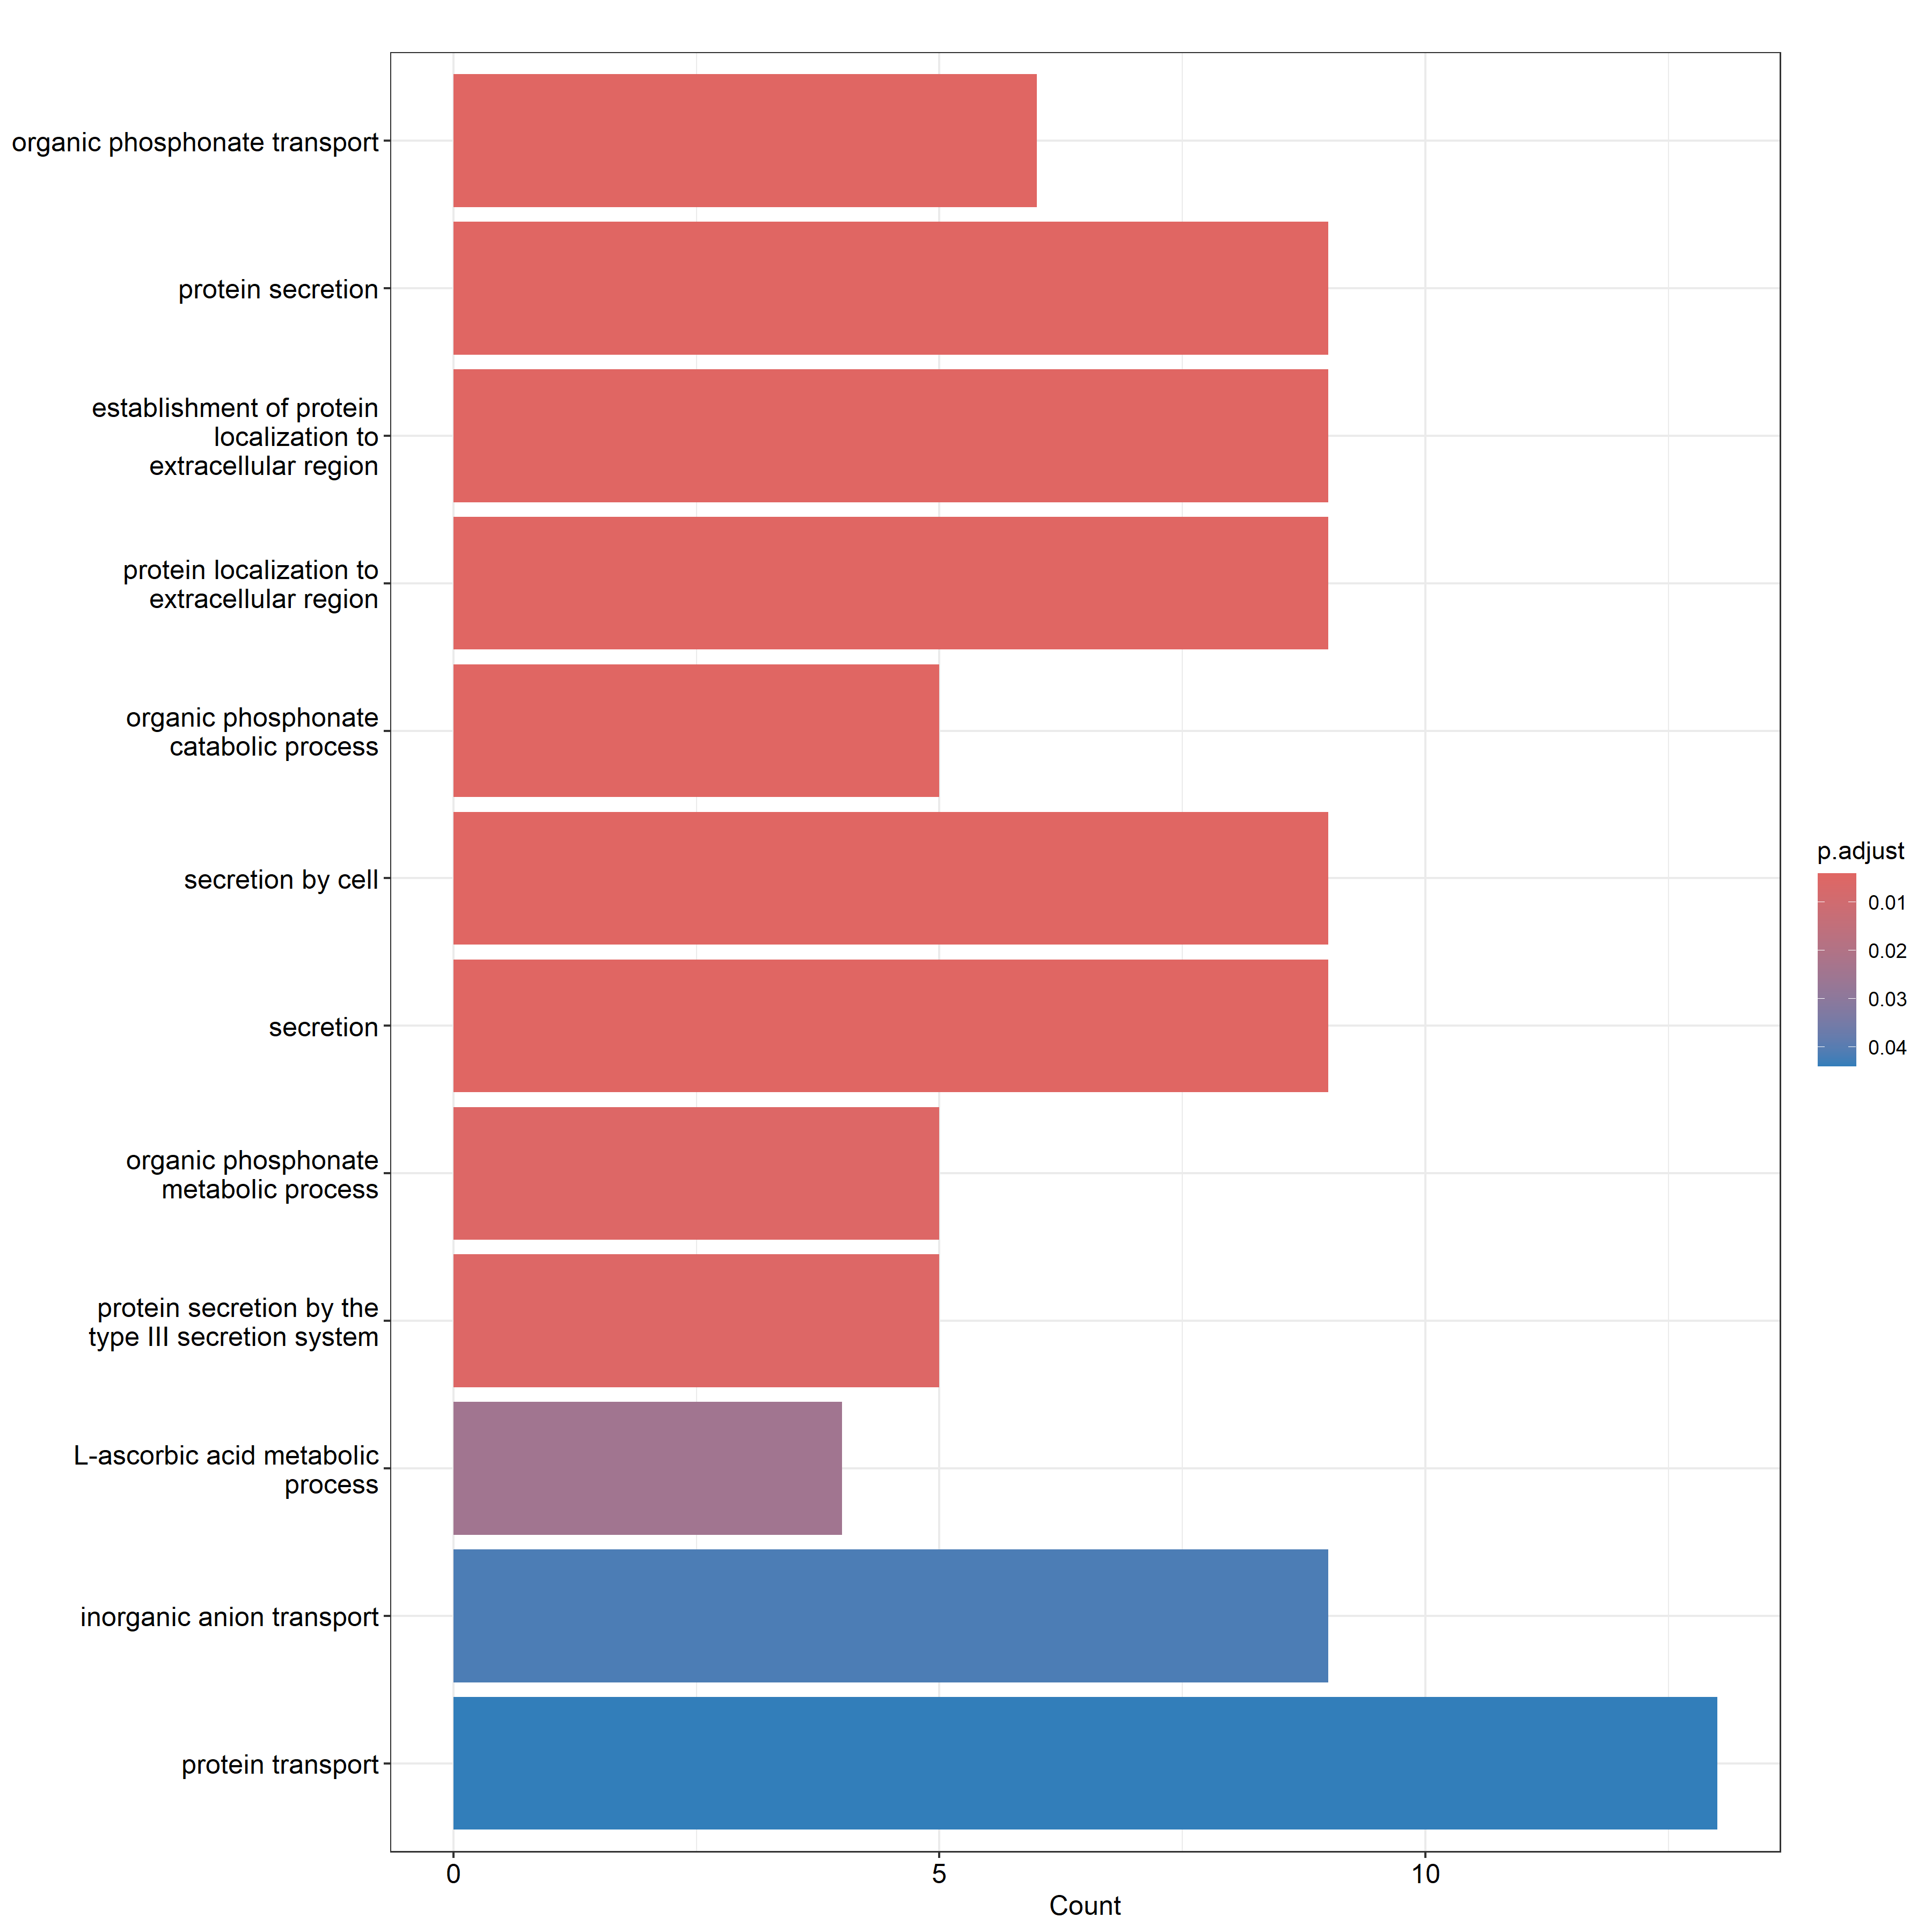 organic phosphonate transport
protein secretion
establishment of protein
localization to
extracellular region
protein localization to
extracellular region
organic phosphonate
catabolic process
secretion by cell
secretion
organic phosphonate
metabolic process
protein secretion by the
type III secretion system
L-ascorbic acid metabolic
process
inorganic anion transport
protein transport
0 5 10
Count
p.adjust
0.01
0.02
0.03
0.04